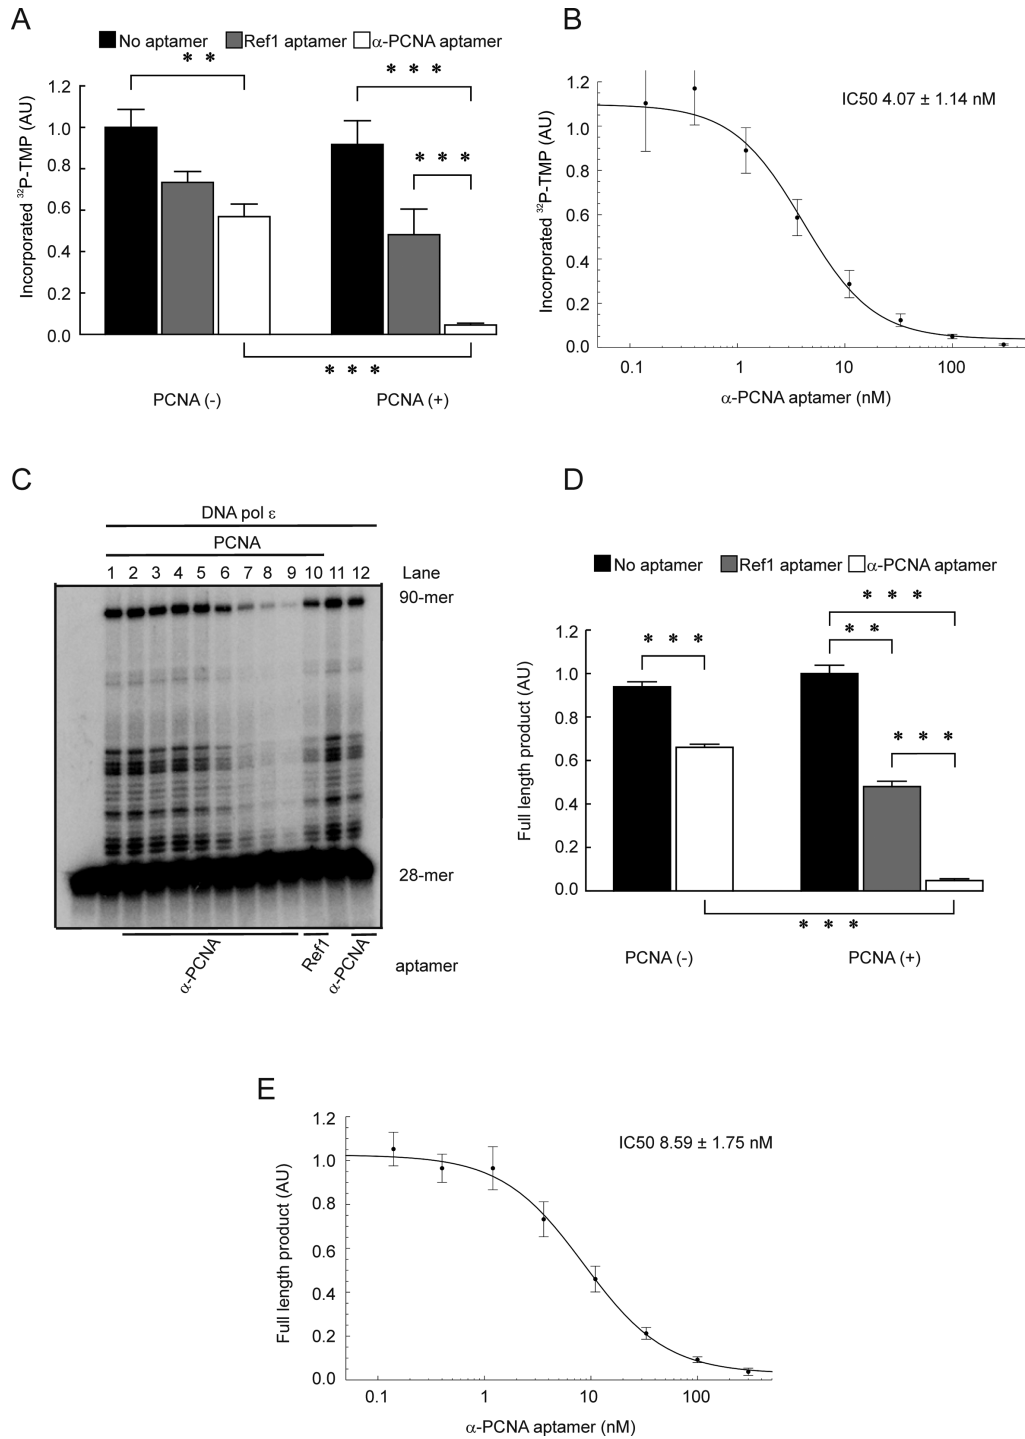 A
No aptamer Ref1 aptamer α-PCNA aptamer
* *
* * *
* * *
Incorporated ³²P-TMP (AU)
1.2
1.0
0.8
0.6
0.4
0.2
0.0
* * *
PCNA (-) PCNA (+)
B
IC50 4.07 ± 1.14 nM
Incorporated ³²P-TMP (AU)
1.2
1.0
0.8
0.6
0.4
0.2
0.0
0.1 1 10 100
α-PCNA aptamer (nM)
C
DNA pol ε
PCNA
1 2 3 4 5 6 7 8 9 10 11 12 Lane
90-mer
28-mer
α-PCNA Ref1 α-PCNA aptamer
D
No aptamer Ref1 aptamer α-PCNA aptamer
* * *
* * *
* *
* * *
Full length product (AU)
1.2
1.0
0.8
0.6
0.4
0.2
0.0
* * *
PCNA (-) PCNA (+)
E
IC50 8.59 ± 1.75 nM
Full length product (AU)
1.2
1.0
0.8
0.6
0.4
0.2
0.0
0.1 1 10 100
α-PCNA aptamer (nM)